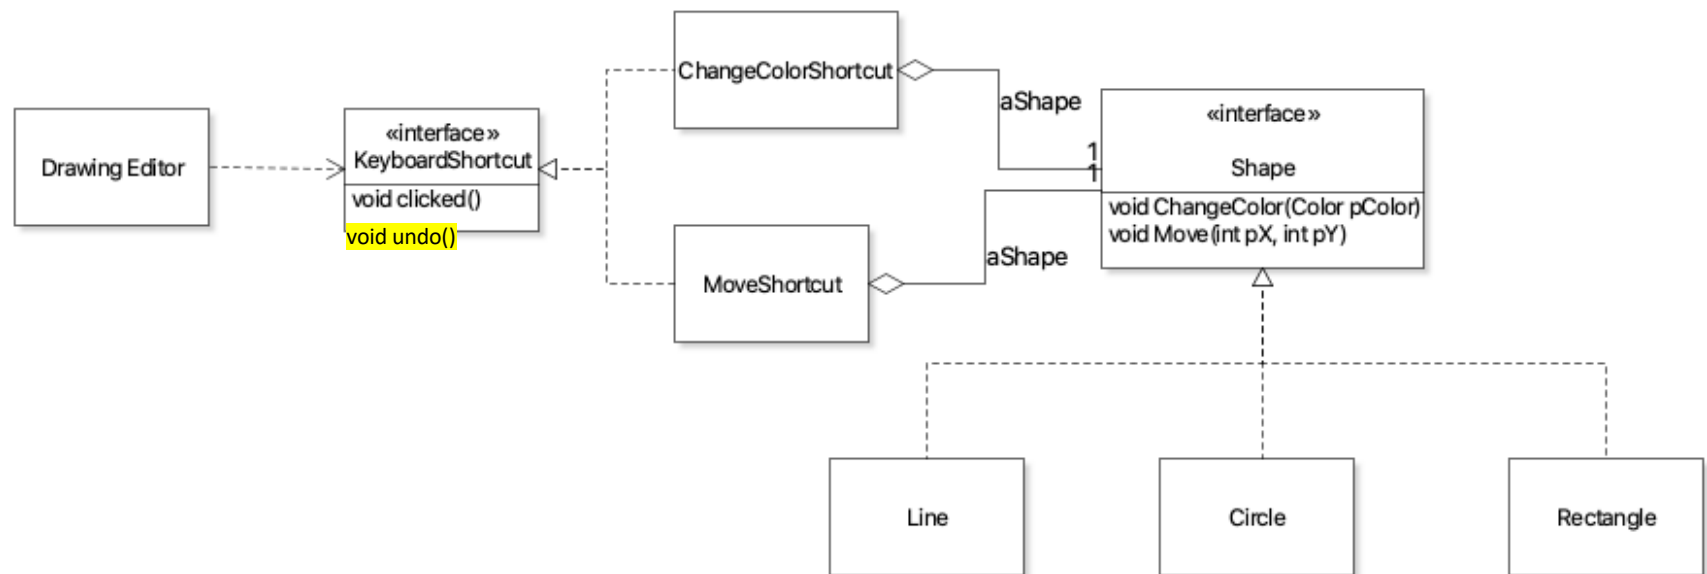 Drawing Editor
«interface»
KeyboardShortcut
void clicked()
void undo()
ChangeColorShortcut
MoveShortcut
aShape
1
1
aShape
«interface»
Shape
void ChangeColor(Color pColor)
void Move(int pX, int pY)
Line
Circle
Rectangle